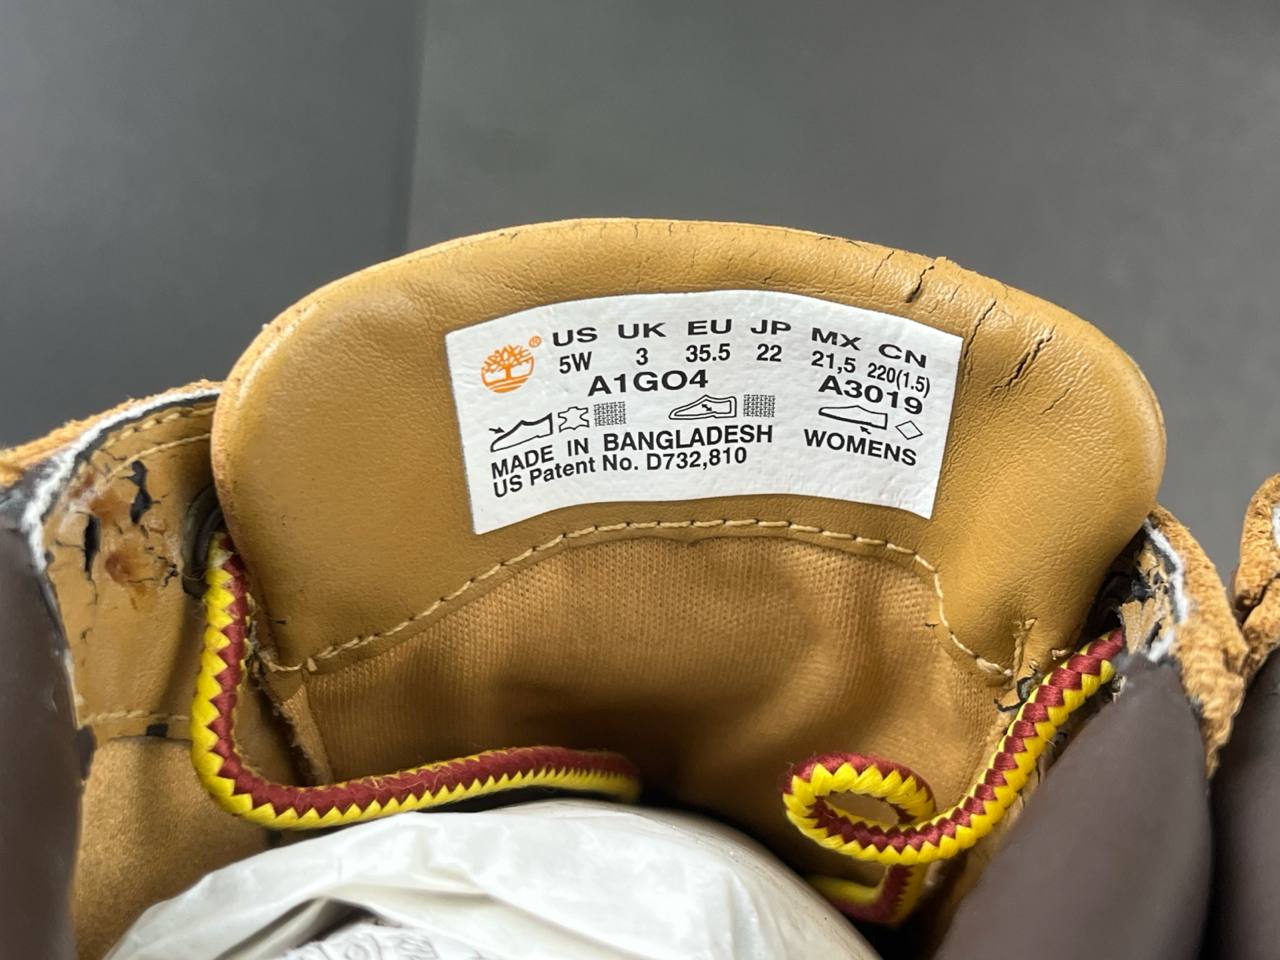 ®
US UK EU JP MX CN
5W 3 35.5 22 21,5 220(1.5)
A1GO4 A3019
MADE IN BANGLADESH WOMENS
US Patent No. D732,810